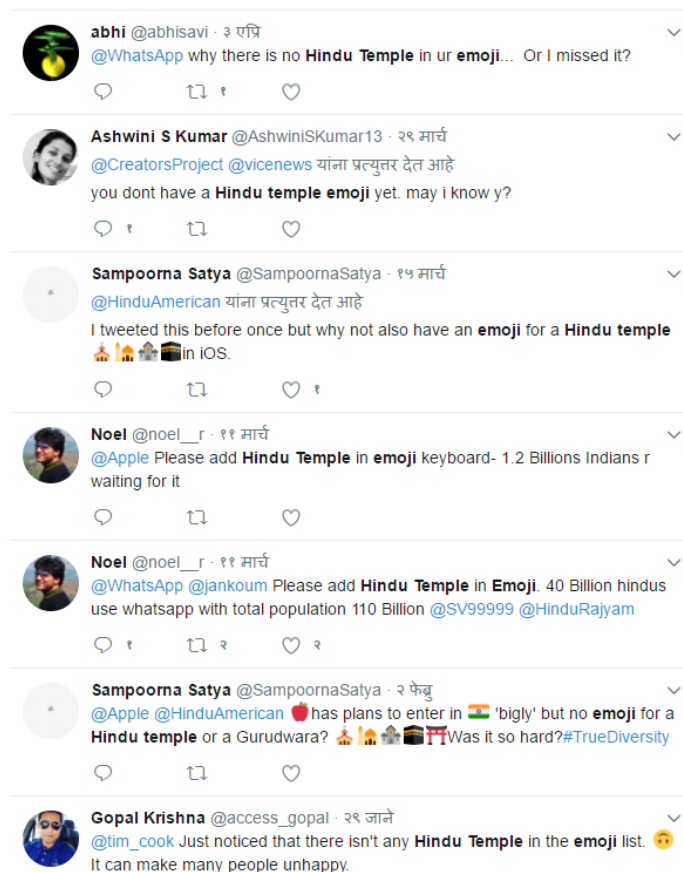 abhi @abhisavi · ३ एप्रि
@WhatsApp why there is no Hindu Temple in ur emoji... Or I missed it?
१
Ashwini S Kumar @AshwiniSKumar13 · २९ मार्च
@CreatorsProject @vicenews यांना प्रत्युत्तर देत आहे
you dont have a Hindu temple emoji yet. may i know y?
१
Sampoorna Satya @SampoornaSatya · १५ मार्च
@HinduAmerican यांना प्रत्युत्तर देत आहे
I tweeted this before once but why not also have an emoji for a Hindu temple
⛪🕌🏰🕋in iOS.
१
Noel @noel__r · ११ मार्च
@Apple Please add Hindu Temple in emoji keyboard- 1.2 Billions Indians r
waiting for it
Noel @noel__r · ११ मार्च
@WhatsApp @jankoum Please add Hindu Temple in Emoji. 40 Billion hindus
use whatsapp with total population 110 Billion @SV99999 @HinduRajyam
१ २ २
Sampoorna Satya @SampoornaSatya · २ फेब्रु
@Apple @HinduAmerican 🍎has plans to enter in 🇮🇳 'bigly' but no emoji for a
Hindu temple or a Gurudwara? ⛪🕌🏰🕋⛩Was it so hard?#TrueDiversity
Gopal Krishna @access_gopal · २९ जाने
@tim_cook Just noticed that there isn't any Hindu Temple in the emoji list. 🙃
It can make many people unhappy.